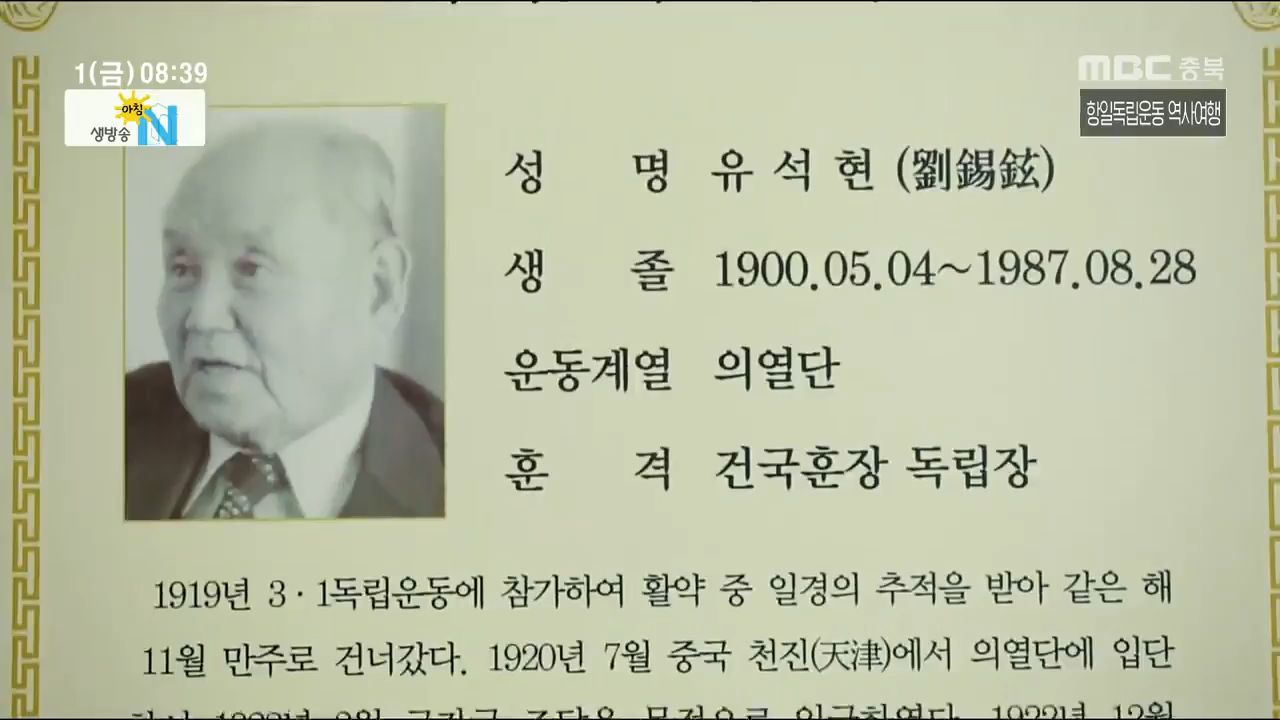 1(금) 08:39
MBC 충북
아침
생방송 N
항일독립운동 역사여행
성 명 유 석 현 (劉錫鉉)
생 졸 1900.05.04~1987.08.28
운동계열 의열단
훈 격 건국훈장 독립장
1919년 3·1독립운동에 참가하여 활약 중 일경의 추적을 받아 같은 해
11월 만주로 건너갔다. 1920년 7월 중국 천진(天津)에서 의열단에 입단